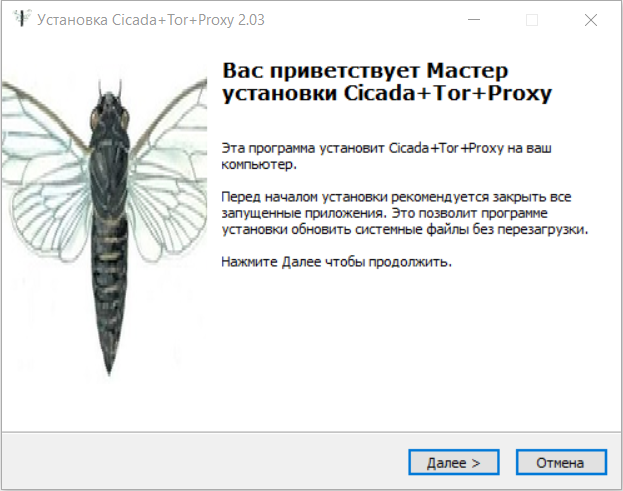 Установка Cicada+Tor+Proxy 2.03
Вас приветствует Мастер
установки Cicada+Tor+Proxy
Эта программа установит Cicada+Tor+Proxy на ваш
компьютер.
Перед началом установки рекомендуется закрыть все
запущенные приложения. Это позволит программе
установки обновить системные файлы без перезагрузки.
Нажмите Далее чтобы продолжить.
Далее >
Отмена